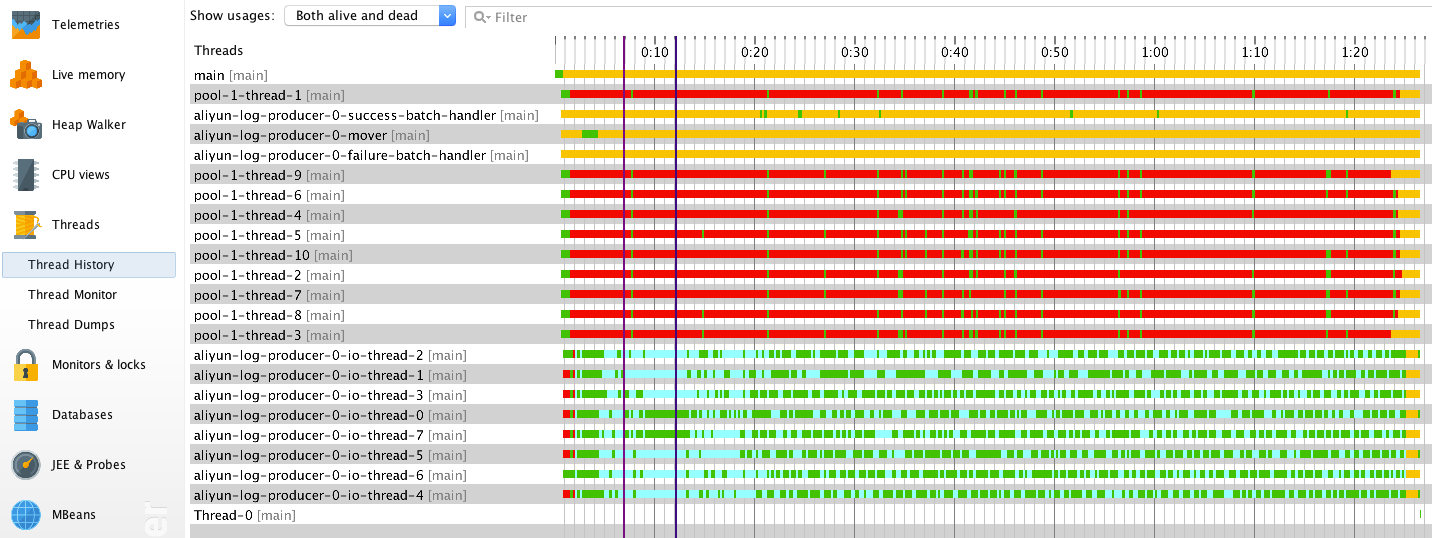 Telemetries
Live memory
Heap Walker
CPU views
Threads
Thread History
Thread Monitor
Thread Dumps
Monitors & locks
Databases
JEE & Probes
MBeans
Show usages: Both alive and dead Filter
Threads 0:10 0:20 0:30 0:40 0:50 1:00 1:10 1:20
main [main]
pool-1-thread-1 [main]
aliyun-log-producer-0-success-batch-handler [main]
aliyun-log-producer-0-mover [main]
aliyun-log-producer-0-failure-batch-handler [main]
pool-1-thread-9 [main]
pool-1-thread-6 [main]
pool-1-thread-4 [main]
pool-1-thread-5 [main]
pool-1-thread-10 [main]
pool-1-thread-2 [main]
pool-1-thread-7 [main]
pool-1-thread-8 [main]
pool-1-thread-3 [main]
aliyun-log-producer-0-io-thread-2 [main]
aliyun-log-producer-0-io-thread-1 [main]
aliyun-log-producer-0-io-thread-3 [main]
aliyun-log-producer-0-io-thread-0 [main]
aliyun-log-producer-0-io-thread-7 [main]
aliyun-log-producer-0-io-thread-5 [main]
aliyun-log-producer-0-io-thread-6 [main]
aliyun-log-producer-0-io-thread-4 [main]
Thread-0 [main]